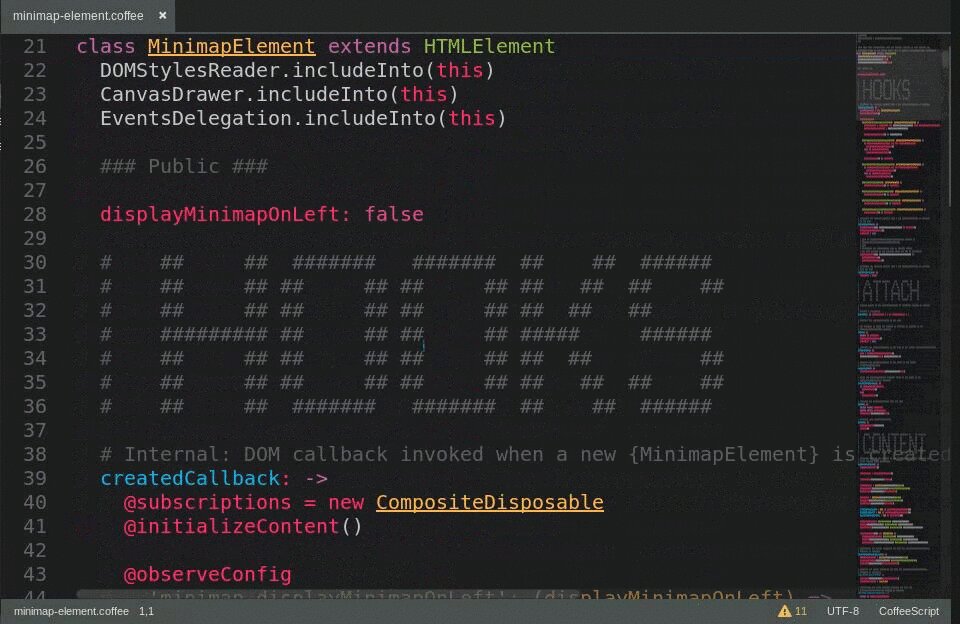 minimap-element.coffee ×
21 class MinimapElement extends HTMLElement
22   DOMStylesReader.includeInto(this)
23   CanvasDrawer.includeInto(this)
24   EventsDelegation.includeInto(this)
25
26   ### Public ###
27
28   displayMinimapOnLeft: false
29
30   #    ##     ##  #######   #######  ##    ##  ######
31   #    ##     ## ##     ## ##     ## ##   ##  ##    ##
32   #    ##     ## ##     ## ##     ## ##  ##   ##
33   #    ######### ##     ## ##     ## #####     ######
34   #    ##     ## ##     ## ##     ## ##  ##         ##
35   #    ##     ## ##     ## ##     ## ##   ##  ##    ##
36   #    ##     ##  #######   #######  ##    ##  ######
37
38   # Internal: DOM callback invoked when a new {MinimapElement} is created
39   createdCallback: ->
40     @subscriptions = new CompositeDisposable
41     @initializeContent()
42
43     @observeConfig
44       'minimap.displayMinimapOnLeft': (displayMinimapOnLeft) =>
HOOKS
ATTACH
CONTENT
minimap-element.coffee 1,1 11 UTF-8 CoffeeScript